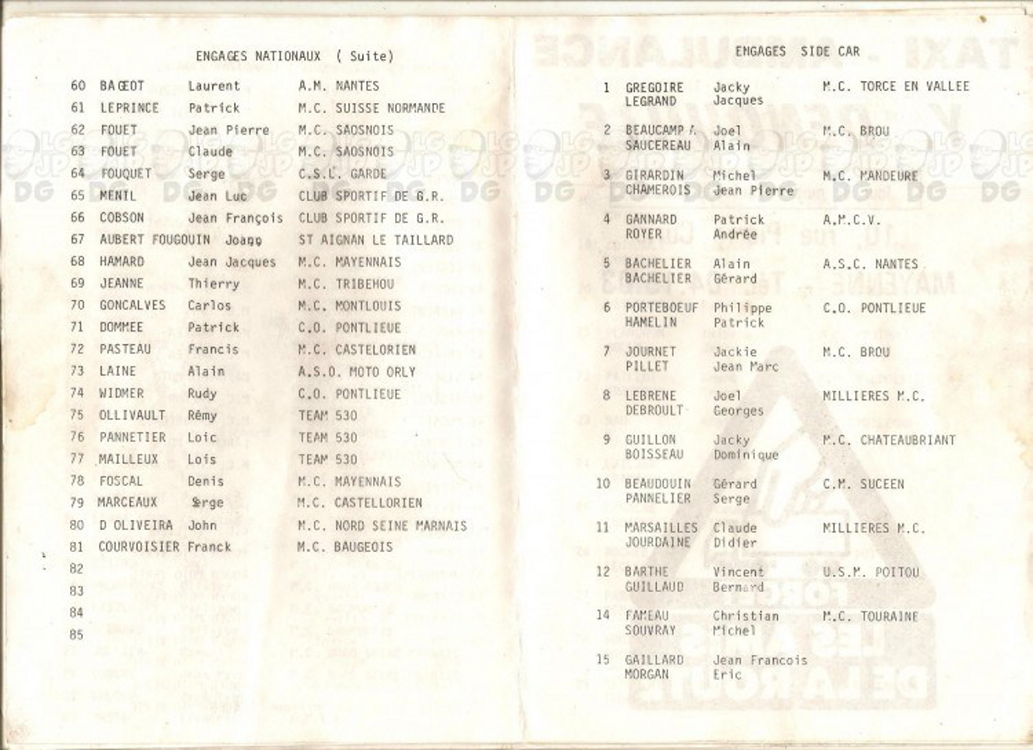 ENGAGES NATIONAUX ( Suite)
60 BAGEOT Laurent A.M. NANTES
61 LEPRINCE Patrick M.C. SUISSE NORMANDE
62 FOUET Jean Pierre M.C. SAOSNOIS
63 FOUET Claude M.C. SAOSNOIS
64 FOUQUET Serge C.S.L. GARDE
65 MENIL Jean Luc CLUB SPORTIF DE G.R.
66 COBSON Jean François CLUB SPORTIF DE G.R.
67 AUBERT FOUGOUIN Joann ST AIGNAN LE TAILLARD
68 HAMARD Jean Jacques M.C. MAYENNAIS
69 JEANNE Thierry M.C. TRIBEHOU
70 GONCALVES Carlos M.C. MONTLOUIS
71 DOMMEE Patrick C.O. PONTLIEUE
72 PASTEAU Francis M.C. CASTELORIEN
73 LAINE Alain A.S.O. MOTO ORLY
74 WIDMER Rudy C.O. PONTLIEUE
75 OLLIVAULT Rémy TEAM 530
76 PANNETIER Loic TEAM 530
77 MAILLEUX Lois TEAM 530
78 FOSCAL Denis M.C. MAYENNAIS
79 MARCEAUX Serge M.C. CASTELLORIEN
80 D OLIVEIRA John M.C. NORD SEINE MARNAIS
81 COURVOISIER Franck M.C. BAUGEOIS
82
83
84
85
ENGAGES SIDE CAR
1 GREGOIRE Jacky M.C. TORCE EN VALLEE
LEGRAND Jacques
2 BEAUCAMP Joel M.C. BROU
SAUCEREAU Alain
3 GIRARDIN Michel M.C. MANDEURE
CHAMEROIS Jean Pierre
4 GANNARD Patrick A.M.C.V.
ROYER Andrée
5 BACHELIER Alain A.S.C. NANTES
BACHELIER Gérard
6 PORTEBOEUF Philippe C.O. PONTLIEUE
HAMELIN Patrick
7 JOURNET Jackie M.C. BROU
PILLET Jean Marc
8 LEBRENE Joel MILLIERES M.C.
DEBROULT Georges
9 GUILLON Jacky M.C. CHATEAUBRIANT
BOISSEAU Dominique
10 BEAUDOUIN Gérard C.M. SUCEEN
PANNELIER Serge
11 MARSAILLES Claude MILLIERES M.C.
JOURDAINE Didier
12 BARTHE Vincent U.S.M. POITOU
GUILLAUD Bernard
14 FAMEAU Christian M.C. TOURAINE
SOUVRAY Michel
15 GAILLARD Jean Francois
MORGAN Eric